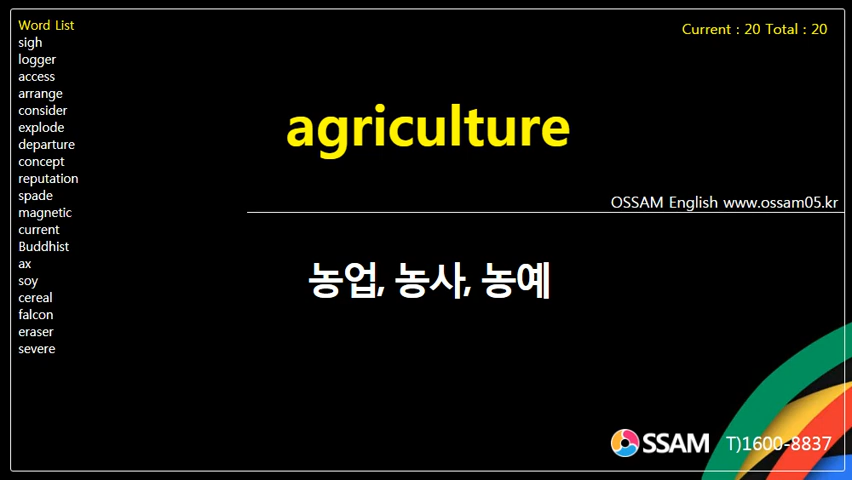 Word List
sigh
logger
access
arrange
consider
explode
departure
concept
reputation
spade
magnetic
current
Buddhist
ax
soy
cereal
falcon
eraser
severe
Current : 20 Total : 20
agriculture
OSSAM English www.ossam05.kr
농업, 농사, 농예
OSSAM T)1600-8837